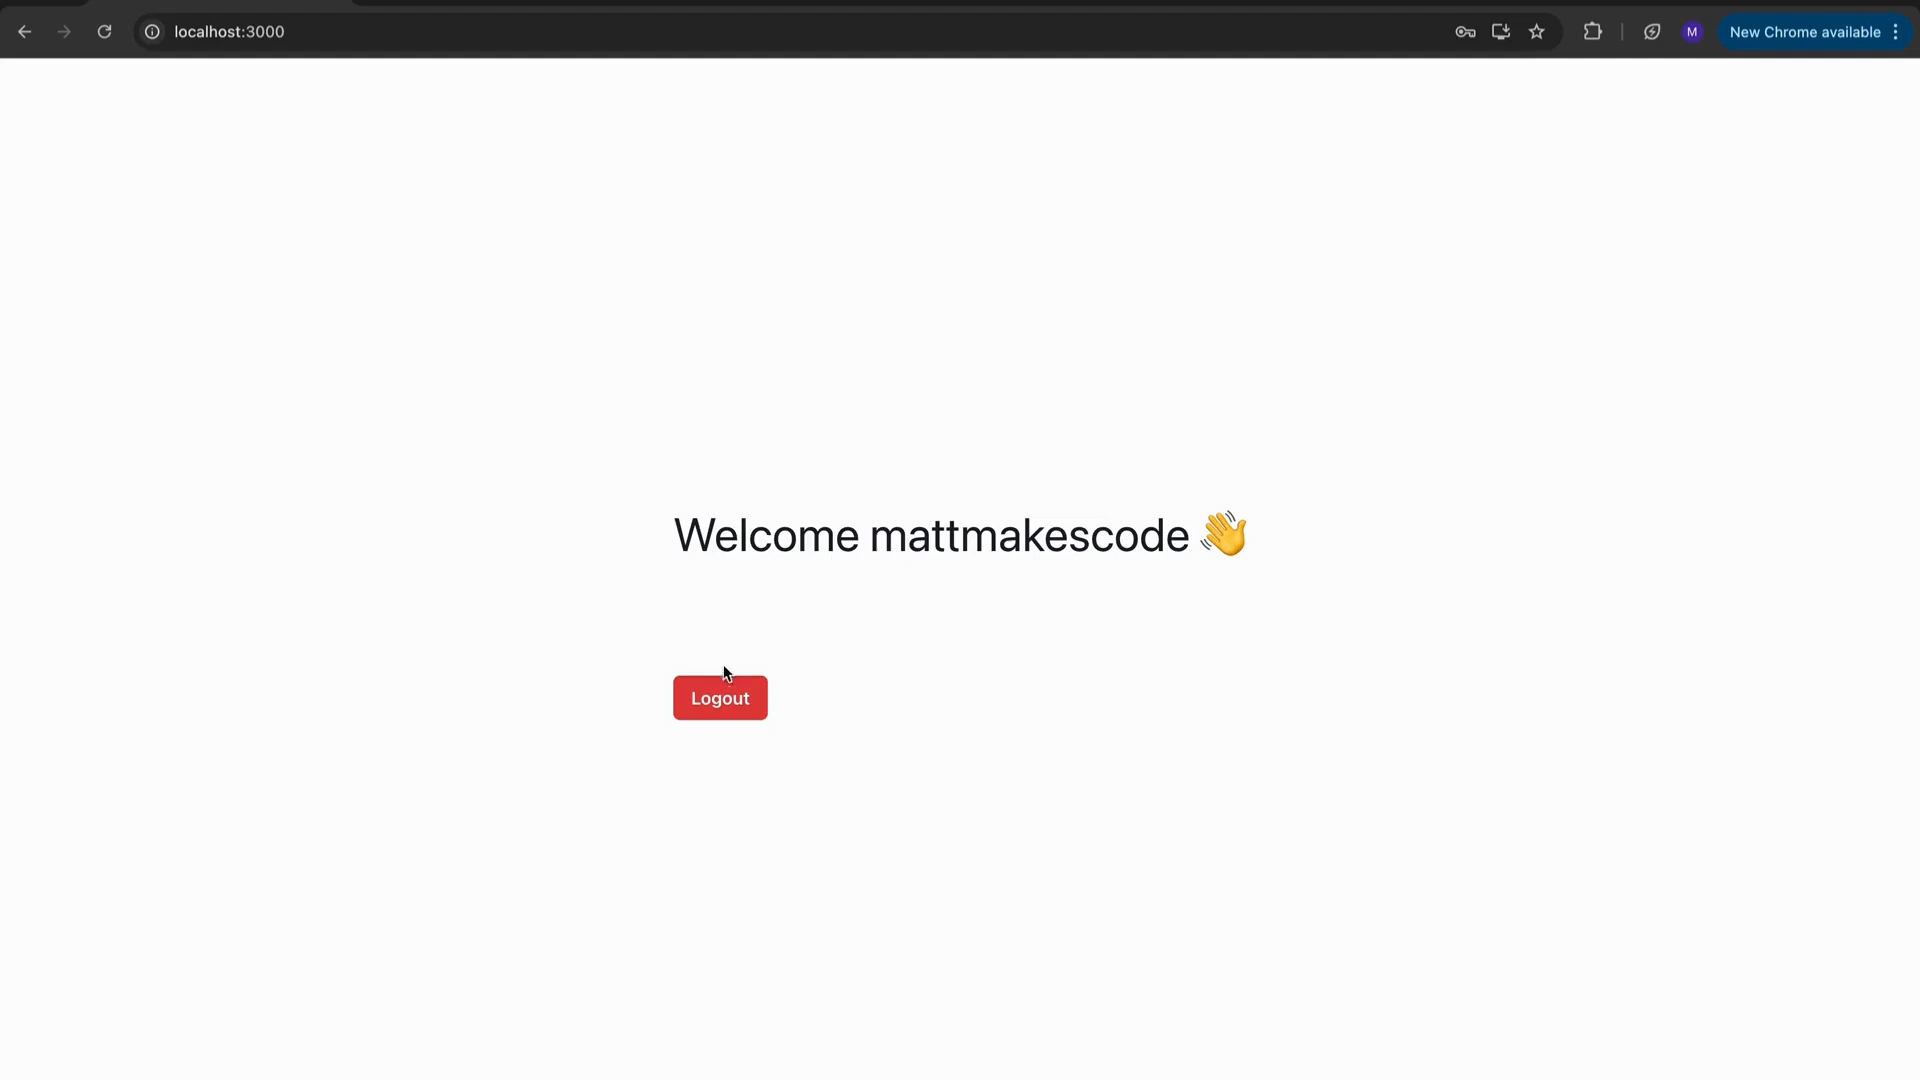 localhost:3000
M
New Chrome available
Welcome mattmakescode 👋
Logout